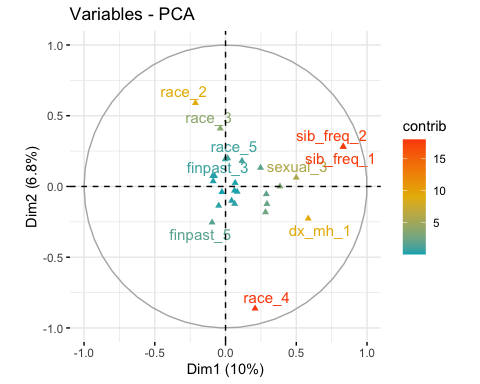 Variables - PCA
1.0
0.5
0.0
-0.5
-1.0
Dim2 (6.8%)
race_2
race_3
race_5
finpast_3
finpast_5
sib_freq_2
sib_freq_1
sexual_3
dx_mh_1
race_4
-1.0 -0.5 0.0 0.5 1.0
Dim1 (10%)
contrib
15
10
5